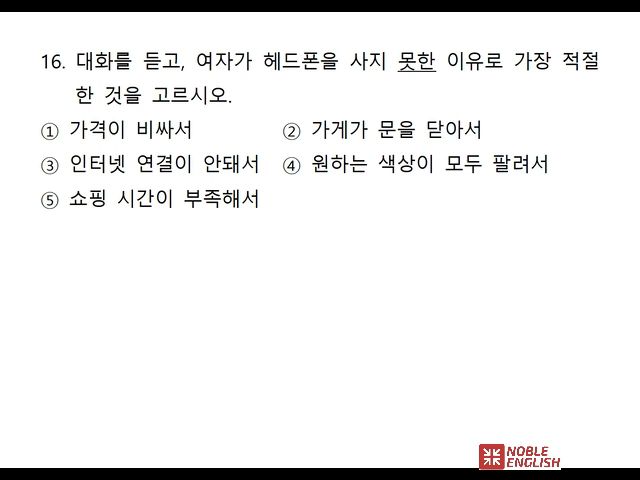 16. 대화를 듣고, 여자가 헤드폰을 사지 못한 이유로 가장 적절
한 것을 고르시오.
① 가격이 비싸서 ② 가게가 문을 닫아서
③ 인터넷 연결이 안돼서 ④ 원하는 색상이 모두 팔려서
⑤ 쇼핑 시간이 부족해서
NOBLE
ENGLISH